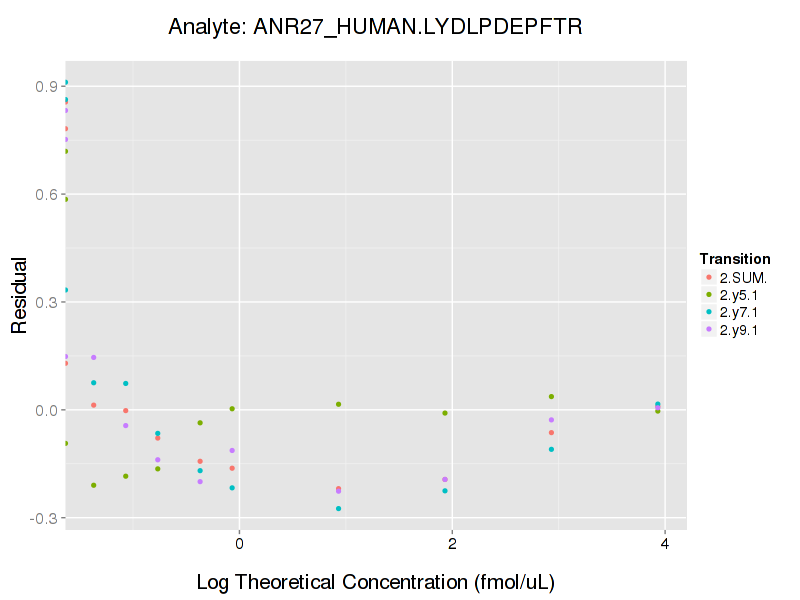 Analyte: ANR27_HUMAN.LYDLPDEPFTR
0.9
0.6
0.3
0.0
-0.3
Residual
0 2 4
Log Theoretical Concentration (fmol/uL)
Transition
2.SUM.
2.y5.1
2.y7.1
2.y9.1